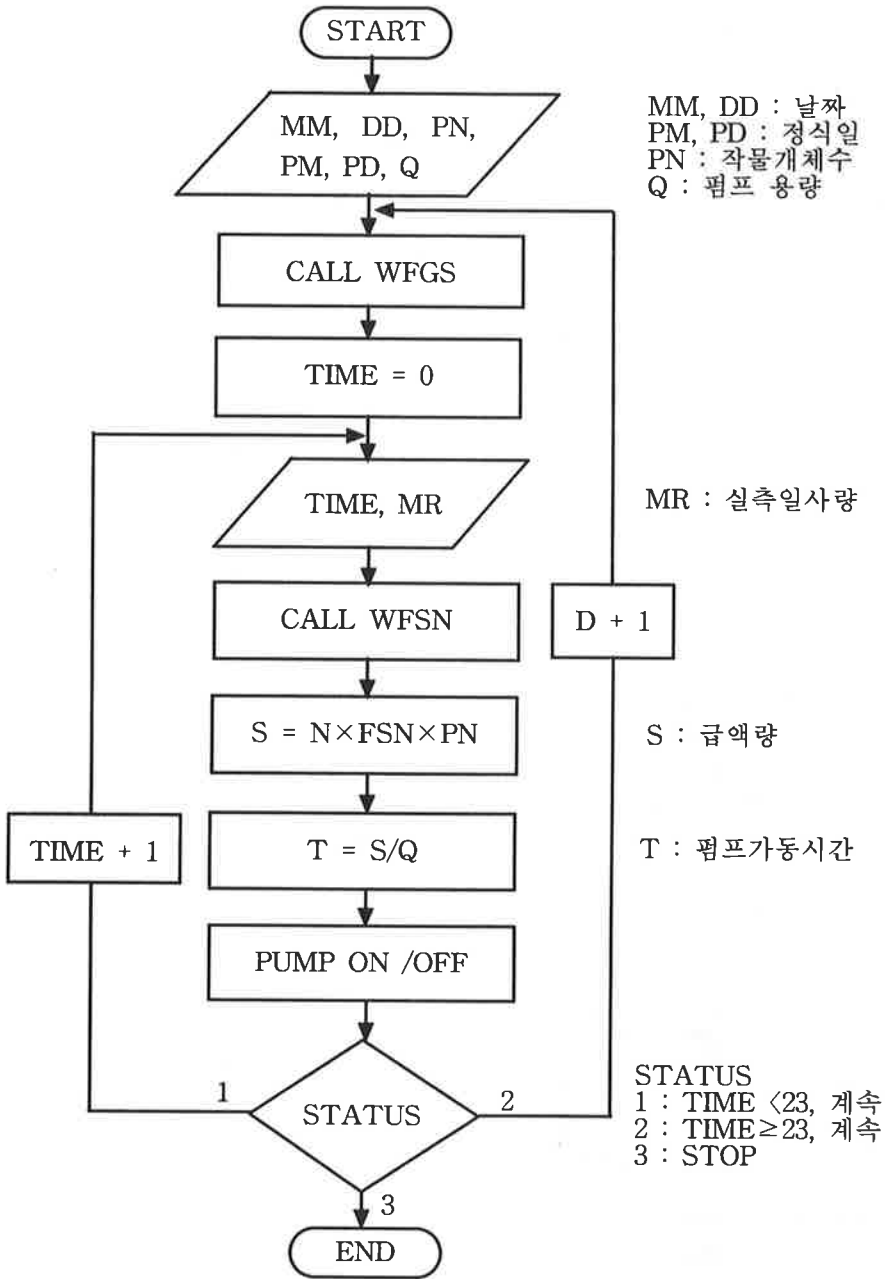 START
MM, DD, PN,
PM, PD, Q
MM, DD : 날짜
PM, PD : 정식일
PN : 작물개체수
Q : 펌프 용량
CALL WFGS
TIME = 0
TIME, MR
MR : 실측일사량
CALL WFSN
D + 1
S = N×FSN×PN
S : 급액량
TIME + 1
T = S/Q
T : 펌프가동시간
PUMP ON /OFF
1
STATUS
2
STATUS
1 : TIME <23, 계속
2 : TIME≥23, 계속
3 : STOP
3
END